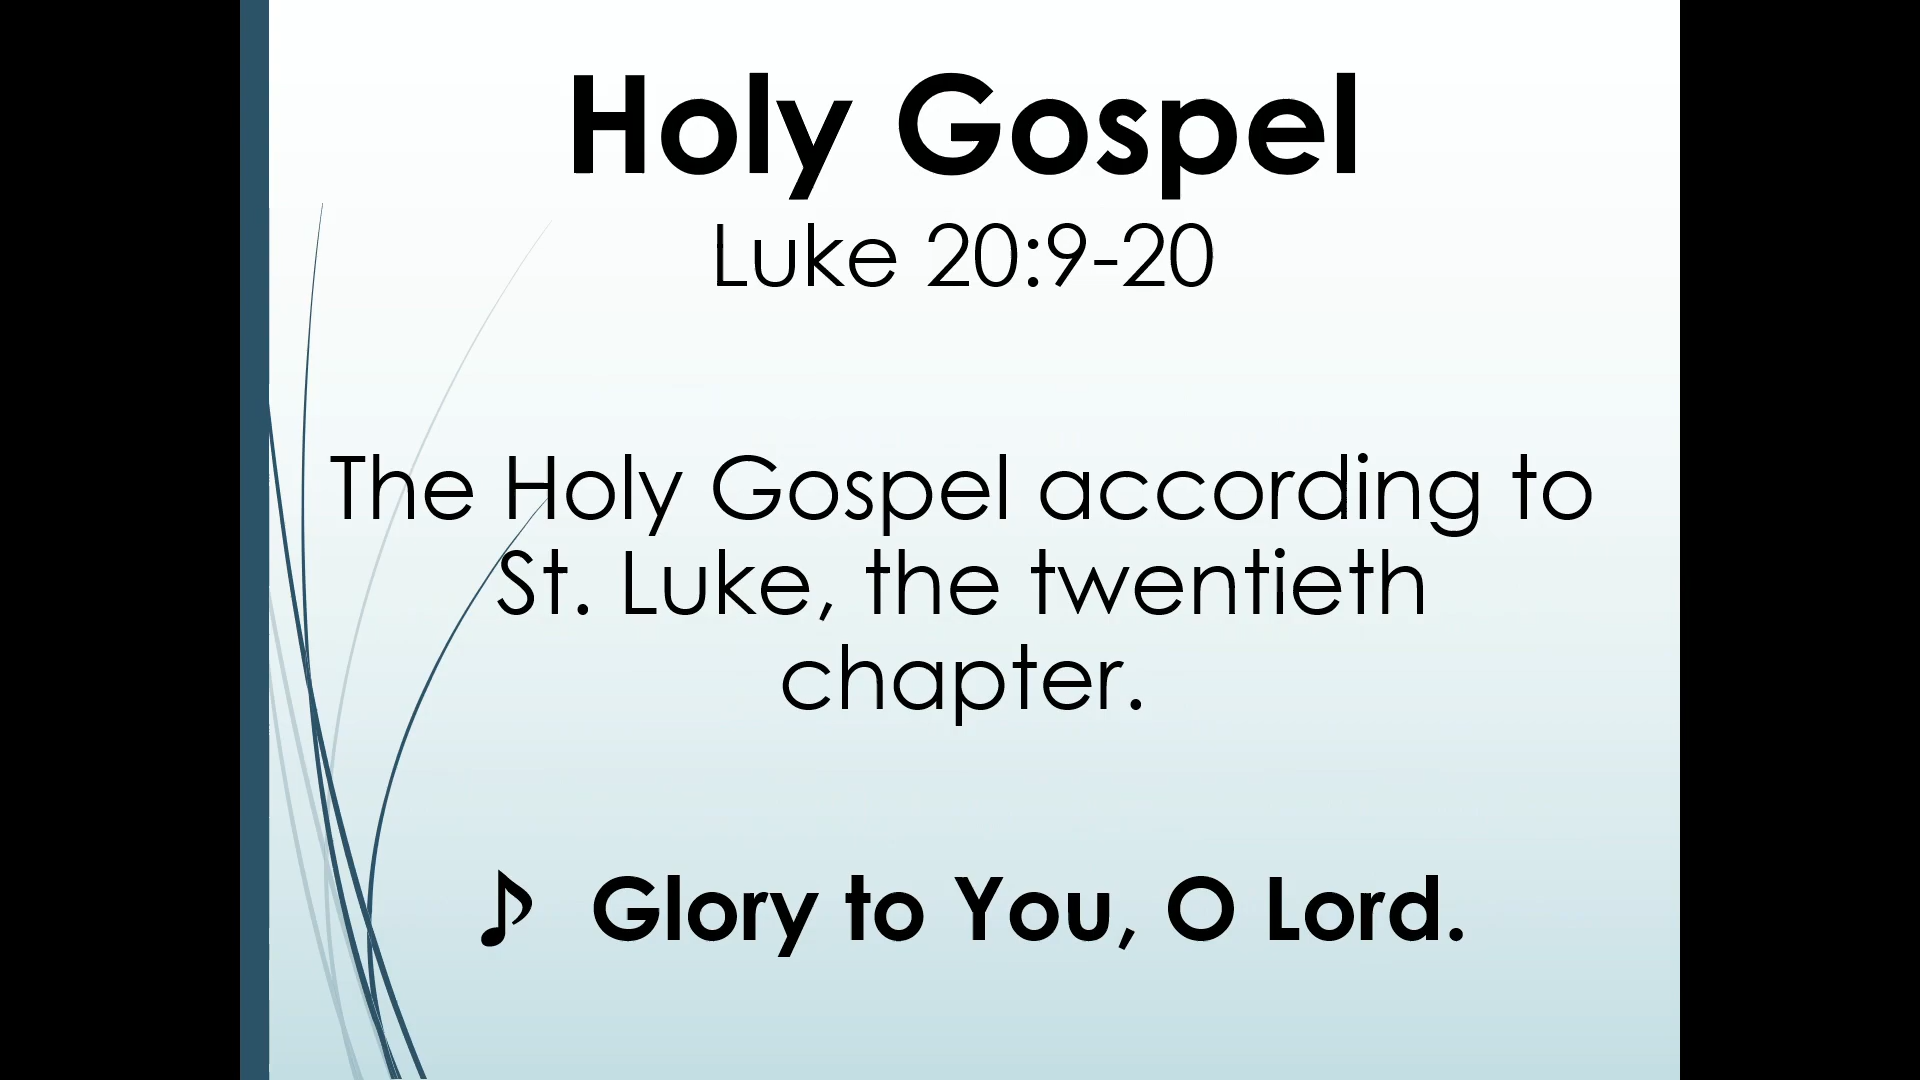 Holy Gospel
Luke 20:9-20
The Holy Gospel according to
St. Luke, the twentieth
chapter.
♪ Glory to You, O Lord.